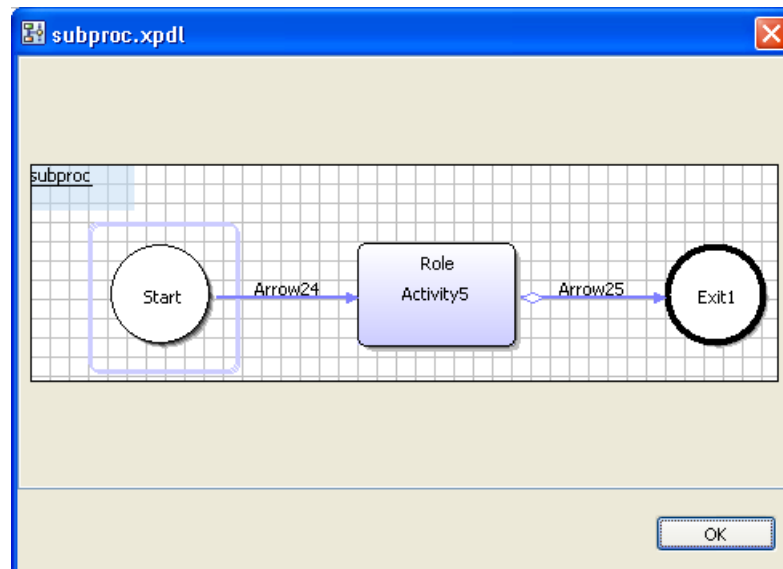 subproc.xpdl
subproc
Start
Arrow24
Role
Activity5
Arrow25
Exit1
OK